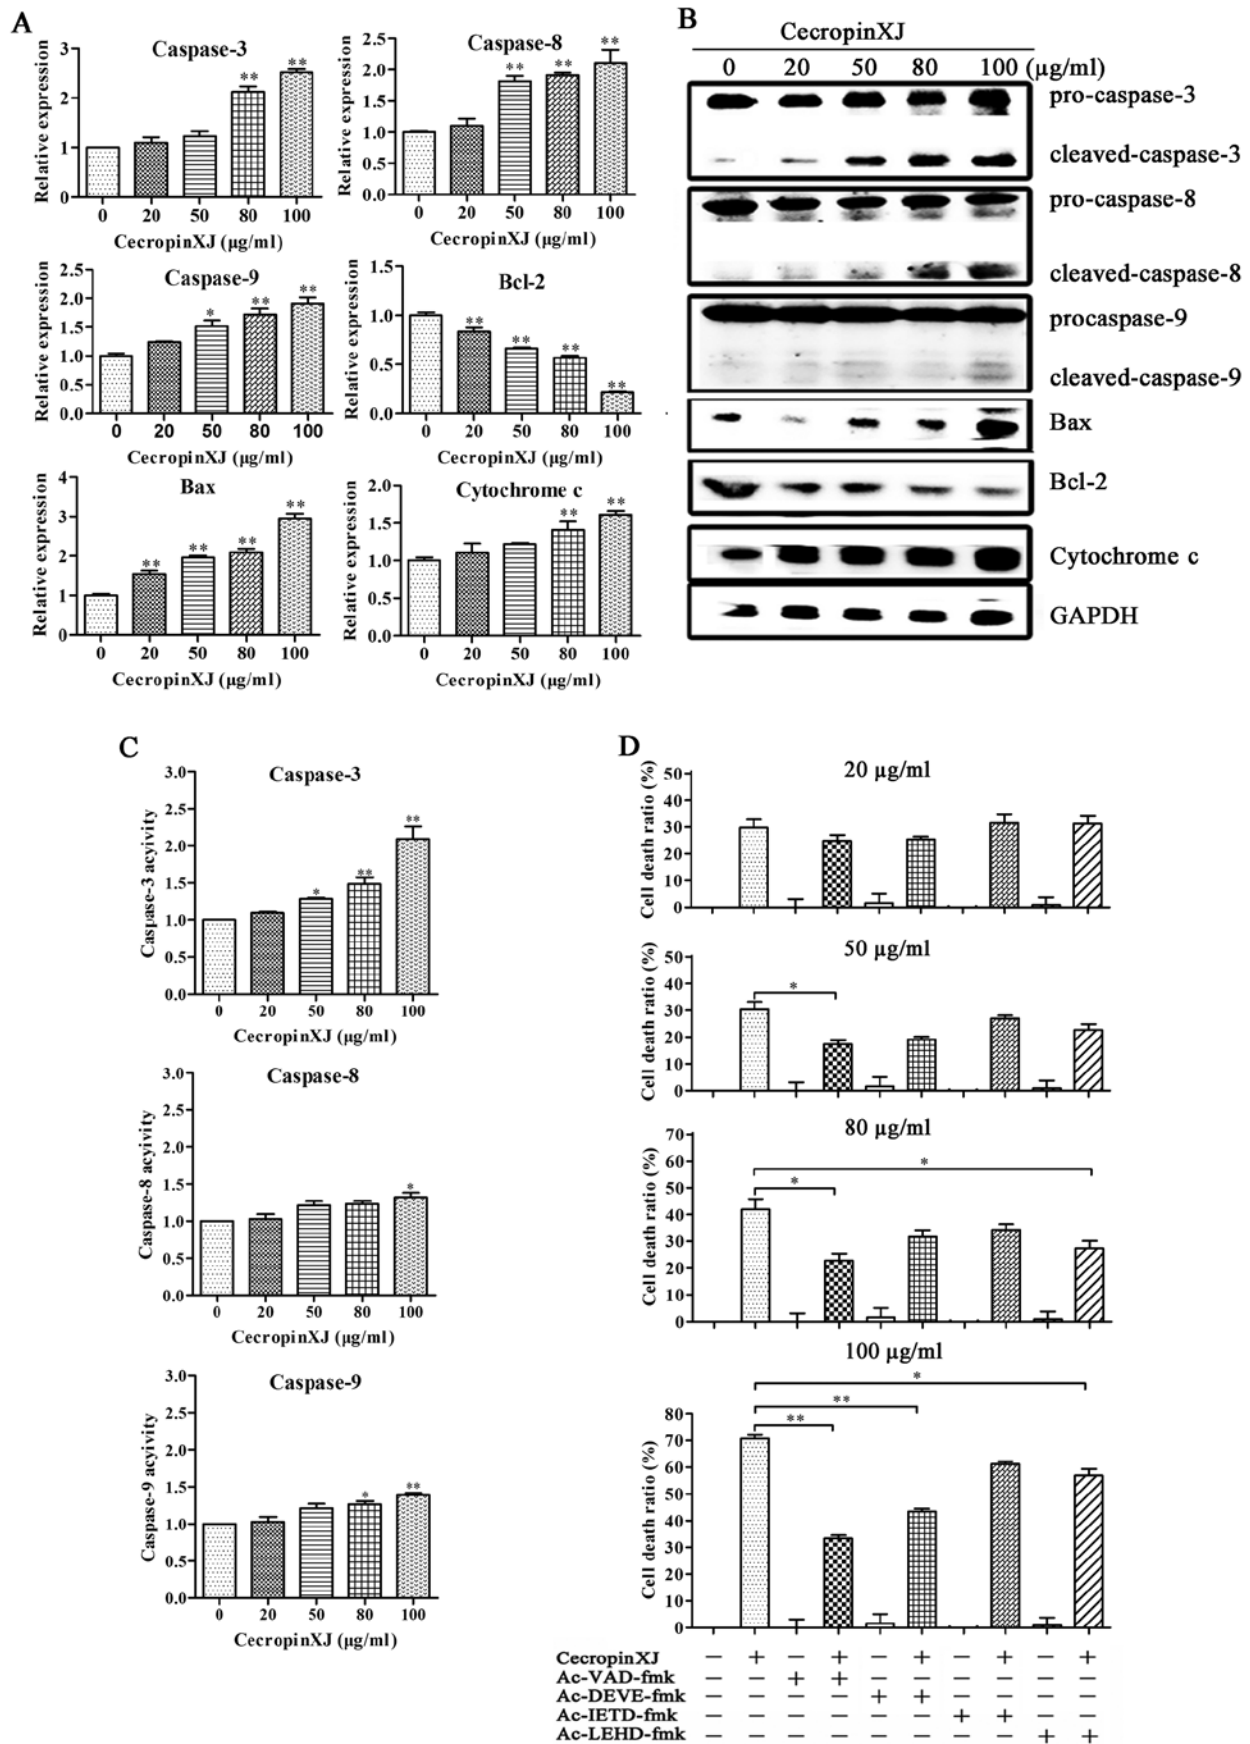 A
Caspase-3
Relative expression
3
2
1
0
**
**
0 20 50 80 100
CecropinXJ (μg/ml)
Caspase-8
Relative expression
2.5
2.0
1.5
1.0
0.5
0.0
**
**
**
0 20 50 80 100
CecropinXJ (μg/ml)
Caspase-9
Relative expression
2.5
2.0
1.5
1.0
0.5
0.0
*
**
**
0 20 50 80 100
CecropinXJ (μg/ml)
Bcl-2
Relative expression
1.5
1.0
0.5
0.0
**
**
**
**
0 20 50 80 100
CecropinXJ (μg/ml)
Bax
Relative expression
4
3
2
1
0
**
**
**
**
0 20 50 80 100
CecropinXJ (μg/ml)
Cytochrome c
Relative expression
2.0
1.5
1.0
0.5
0.0
**
**
0 20 50 80 100
CecropinXJ (μg/ml)
B
CecropinXJ
0 20 50 80 100 (μg/ml)
pro-caspase-3
cleaved-caspase-3
pro-caspase-8
cleaved-caspase-8
procaspase-9
cleaved-caspase-9
Bax
Bcl-2
Cytochrome c
GAPDH
C
Caspase-3
Caspase-3 acyivity
3.0
2.5
2.0
1.5
1.0
0.5
0.0
*
**
**
0 20 50 80 100
CecropinXJ (μg/ml)
Caspase-8
Caspase-8 acyivity
3.0
2.5
2.0
1.5
1.0
0.5
0.0
*
0 20 50 80 100
CecropinXJ (μg/ml)
Caspase-9
Caspase-9 acyivity
3.0
2.5
2.0
1.5
1.0
0.5
0.0
*
**
0 20 50 80 100
CecropinXJ (μg/ml)
D
20 μg/ml
Cell death ratio (%)
50
40
30
20
10
0
50 μg/ml
Cell death ratio (%)
50
40
30
20
10
0
*
80 μg/ml
Cell death ratio (%)
70
60
50
40
30
20
10
0
*
*
100 μg/ml
Cell death ratio (%)
80
70
60
50
40
30
20
10
0
*
**
**
CecropinXJ — + — + — + — + — +
Ac-VAD-fmk — — + + — — — — — —
Ac-DEVE-fmk — — — — + + — — — —
Ac-IETD-fmk — — — — — — + + — —
Ac-LEHD-fmk — — — — — — — — + +